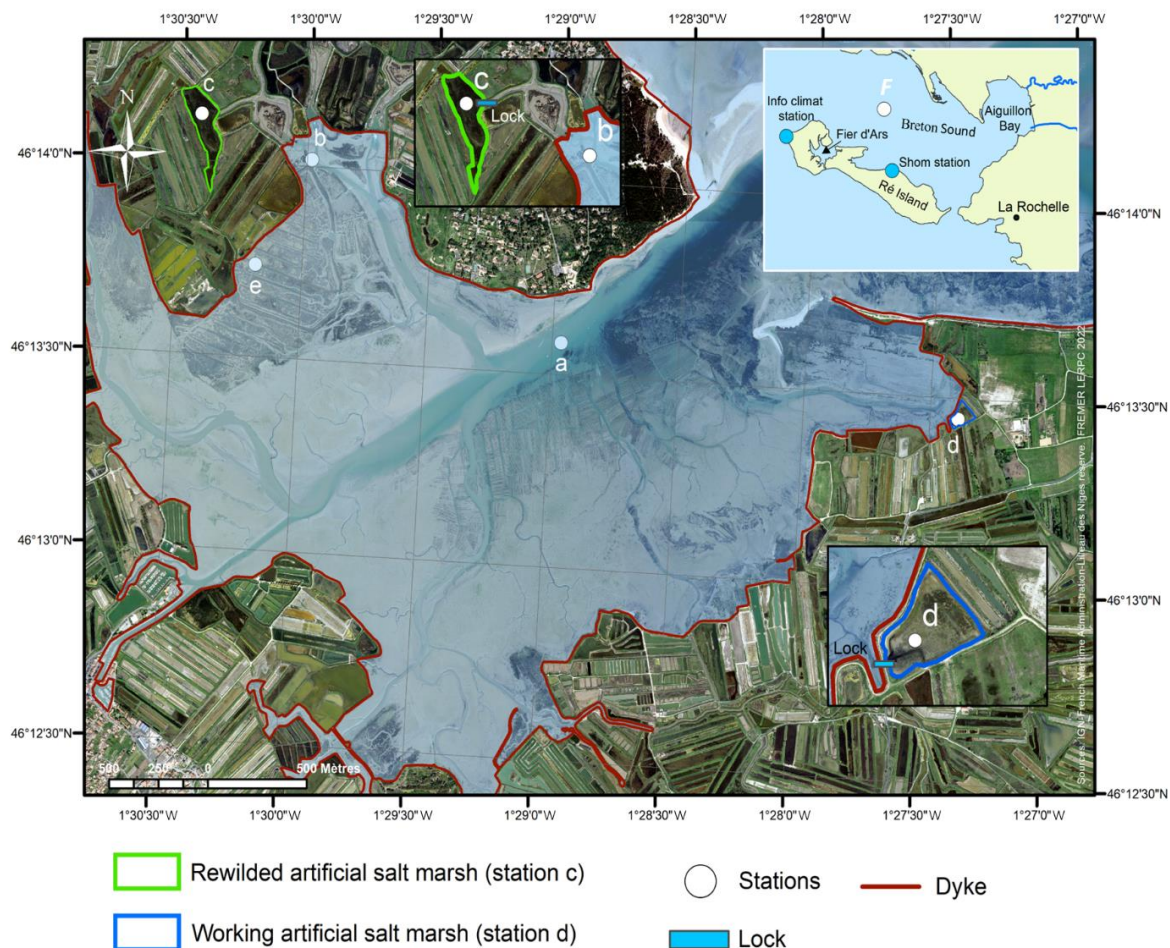 1°30'30"W 1°30'0"W 1°29'30"W 1°29'0"W 1°28'30"W 1°28'0"W 1°27'30"W 1°27'0"W
c
N
b
c
Lock
b
F
Info climat
station
Aiguillon
Bay
Breton Sound
Fier d'Ars
Shom station
Ré Island
La Rochelle
46°14'0"N
46°14'0"N
e
46°13'30"N
a
46°13'30"N
d
46°13'0"N
d
Lock
46°13'0"N
46°12'30"N
500 250 0 500 Mètres
46°12'30"N
1°30'30"W 1°30'0"W 1°29'30"W 1°29'0"W 1°28'30"W 1°28'0"W 1°27'30"W 1°27'0"W
Rewilded artificial salt marsh (station c)
Stations
Dyke
Working artificial salt marsh (station d)
Lock